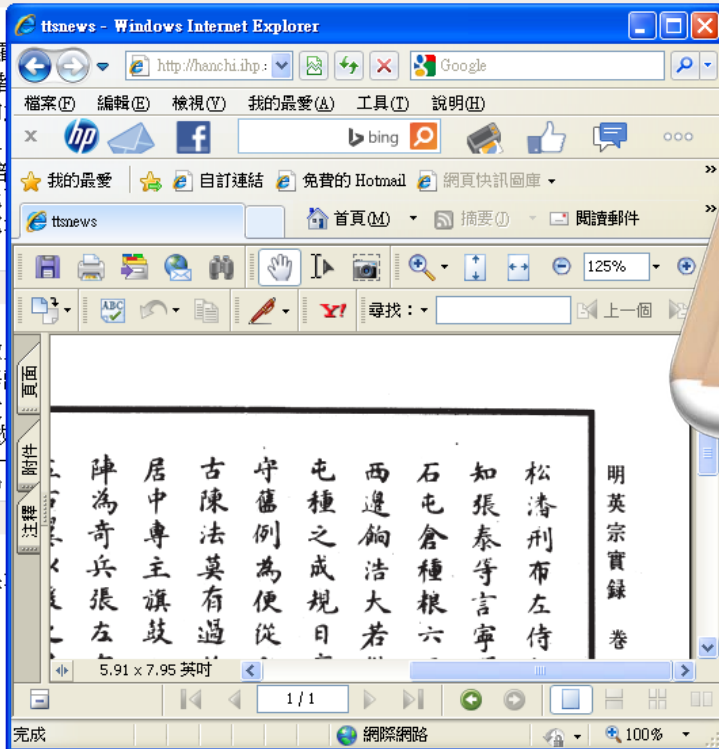 ttsnews - Windows Internet Explorer
http://hanchi.ihp.
Google
檔案(F) 編輯(E) 檢視(V) 我的最愛(A) 工具(T) 說明(H)
x hp f bing
我的最愛 自訂連結 免費的 Hotmail 網頁快訊圖庫
ttsnews 首頁(M) 摘要(J) 閱讀郵件
125%
ABC Y! 尋找： 上一個
頁面
附件
注釋
明英宗實録 卷
松潘刑布左侍
知張泰等言寧
石屯倉種粮六
西邊餉浩大若
屯種之成規日
守舊例為便從
古陳法莫有過
居中專主旗鼓
陣為奇兵張左
5.91 x 7.95 英吋
1 / 1
完成 網際網路 100%